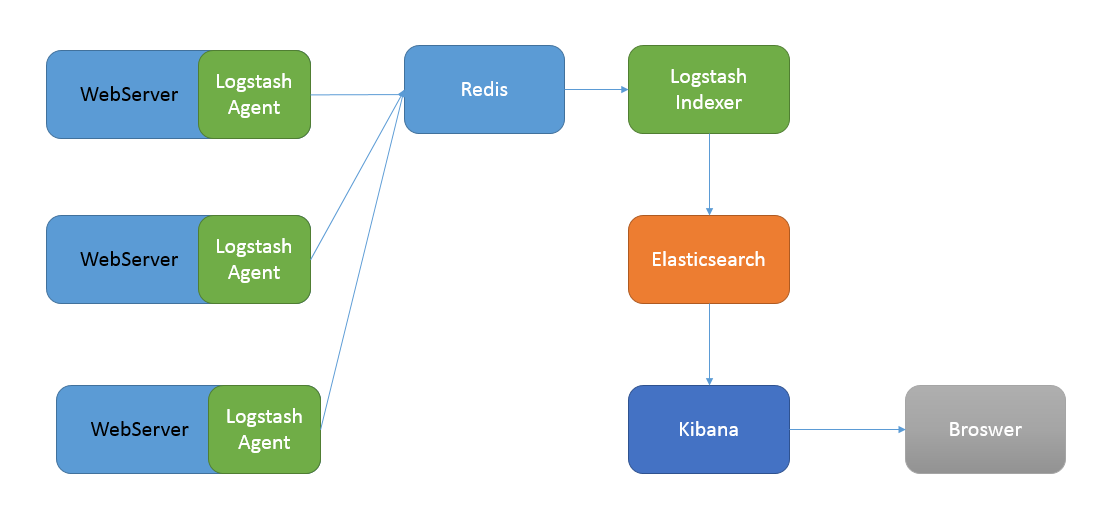 WebServer
Logstash
Agent
Redis
Logstash
Indexer
WebServer
Logstash
Agent
Elasticsearch
WebServer
Logstash
Agent
Kibana
Broswer